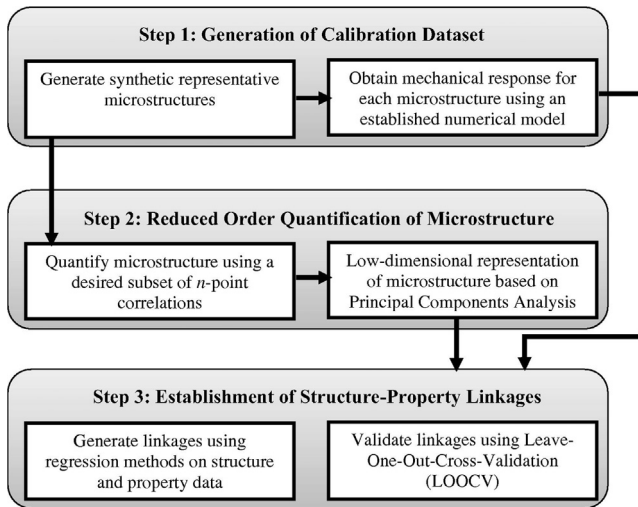 Step 1: Generation of Calibration Dataset
Generate synthetic representative
microstructures
Obtain mechanical response for
each microstructure using an
established numerical model
Step 2: Reduced Order Quantification of Microstructure
Quantify microstructure using a
desired subset of n-point
correlations
Low-dimensional representation
of microstructure based on
Principal Components Analysis
Step 3: Establishment of Structure-Property Linkages
Generate linkages using
regression methods on structure
and property data
Validate linkages using Leave-
One-Out-Cross-Validation
(LOOCV)